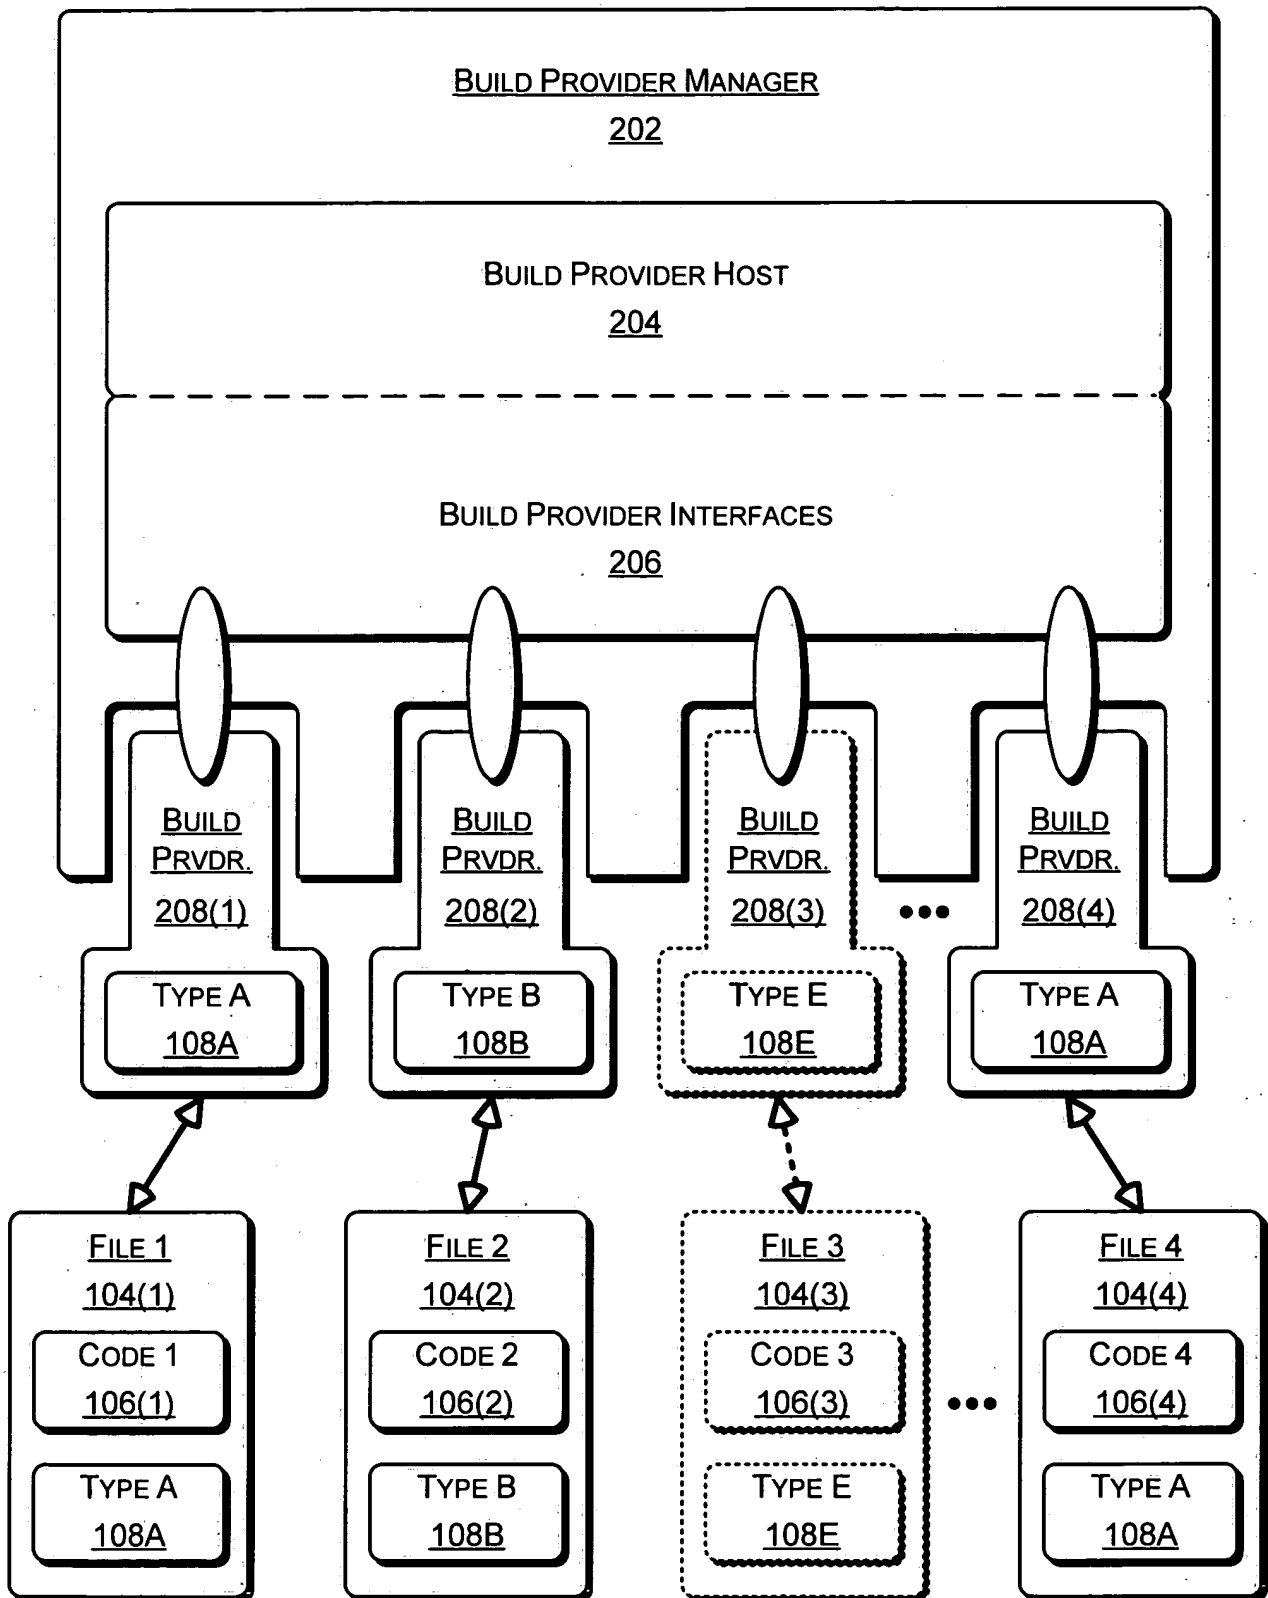 BUILD PROVIDER MANAGER
202
BUILD PROVIDER HOST
204
BUILD PROVIDER INTERFACES
206
BUILD PRVDR. 208(1)
BUILD PRVDR. 208(2)
BUILD PRVDR. 208(3)
•••
BUILD PRVDR. 208(4)
TYPE A
108A
TYPE B
108B
TYPE E
108E
TYPE A
108A
FILE 1
104(1)
CODE 1
106(1)
TYPE A
108A
FILE 2
104(2)
CODE 2
106(2)
TYPE B
108B
FILE 3
104(3)
CODE 3
106(3)
TYPE E
108E
•••
FILE 4
104(4)
CODE 4
106(4)
TYPE A
108A